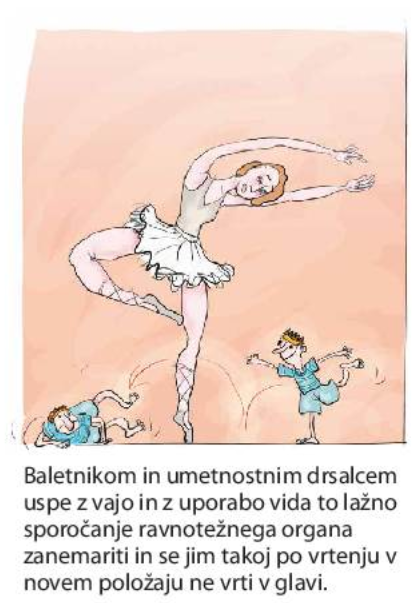 Baletnikom in umetnostnim drsalcem
uspe z vajo in z uporabo vida to lažno
sporočanje ravnotežnega organa
zanemariti in se jim takoj po vrtenju v
novem položaju ne vrti v glavi.